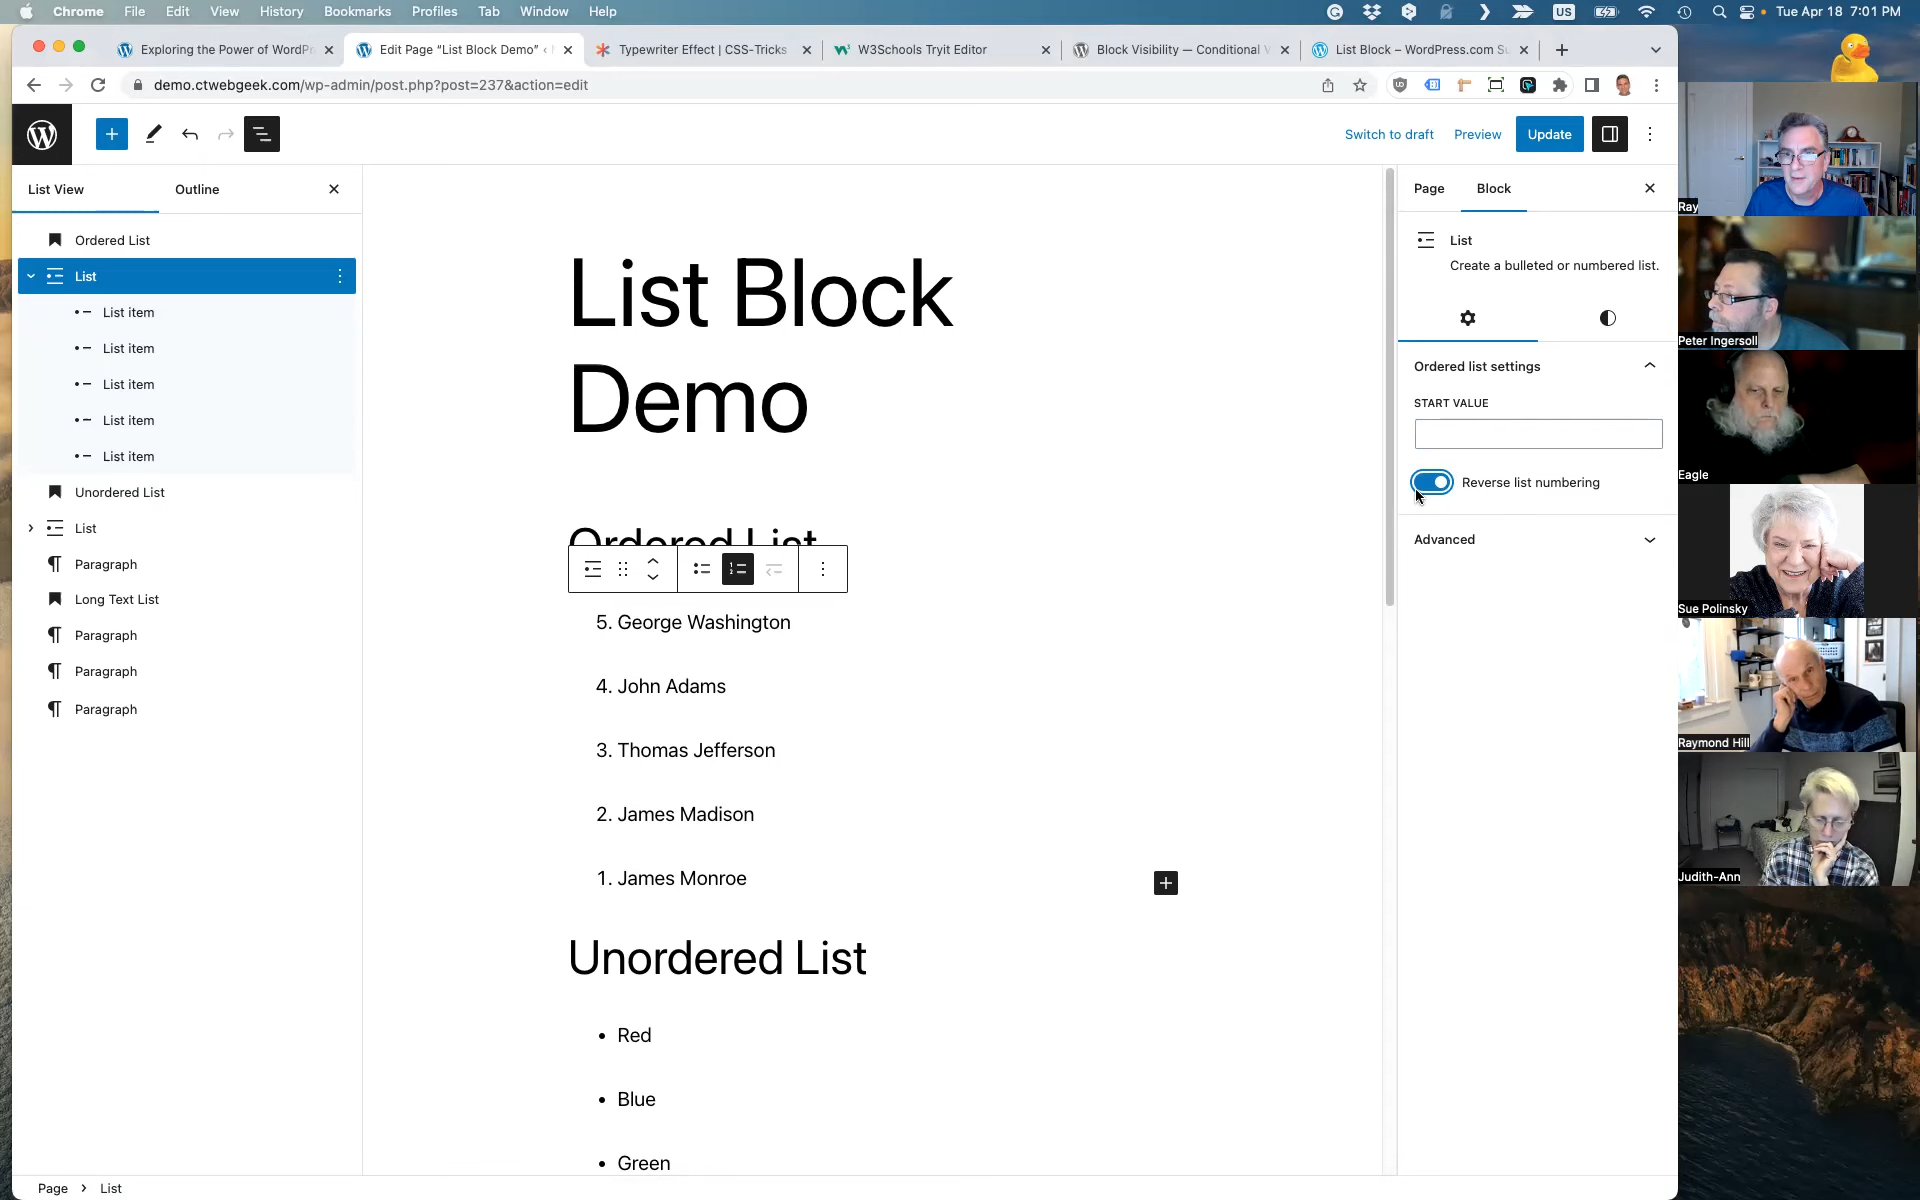 Chrome File Edit View History Bookmarks Profiles Tab Window Help US Tue Apr 18 7:01 PM
Exploring the Power of WordPr
Edit Page “List Block Demo” ‹
Typewriter Effect | CSS-Tricks
W3Schools Tryit Editor
Block Visibility — Conditional V
List Block – WordPress.com Su
demo.ctwebgeek.com/wp-admin/post.php?post=237&action=edit
Switch to draft Preview Update
List View Outline
Ordered List
List
List item
List item
List item
List item
List item
Unordered List
List
Paragraph
Long Text List
Paragraph
Paragraph
Paragraph
List Block
Demo
Ordered List
5. George Washington
4. John Adams
3. Thomas Jefferson
2. James Madison
1. James Monroe
Unordered List
• Red
• Blue
• Green
Page Block
List
Create a bulleted or numbered list.
Ordered list settings
START VALUE
Reverse list numbering
Advanced
Page › List
Ray
Peter Ingersoll
Eagle
Sue Polinsky
Raymond Hill
Judith-Ann